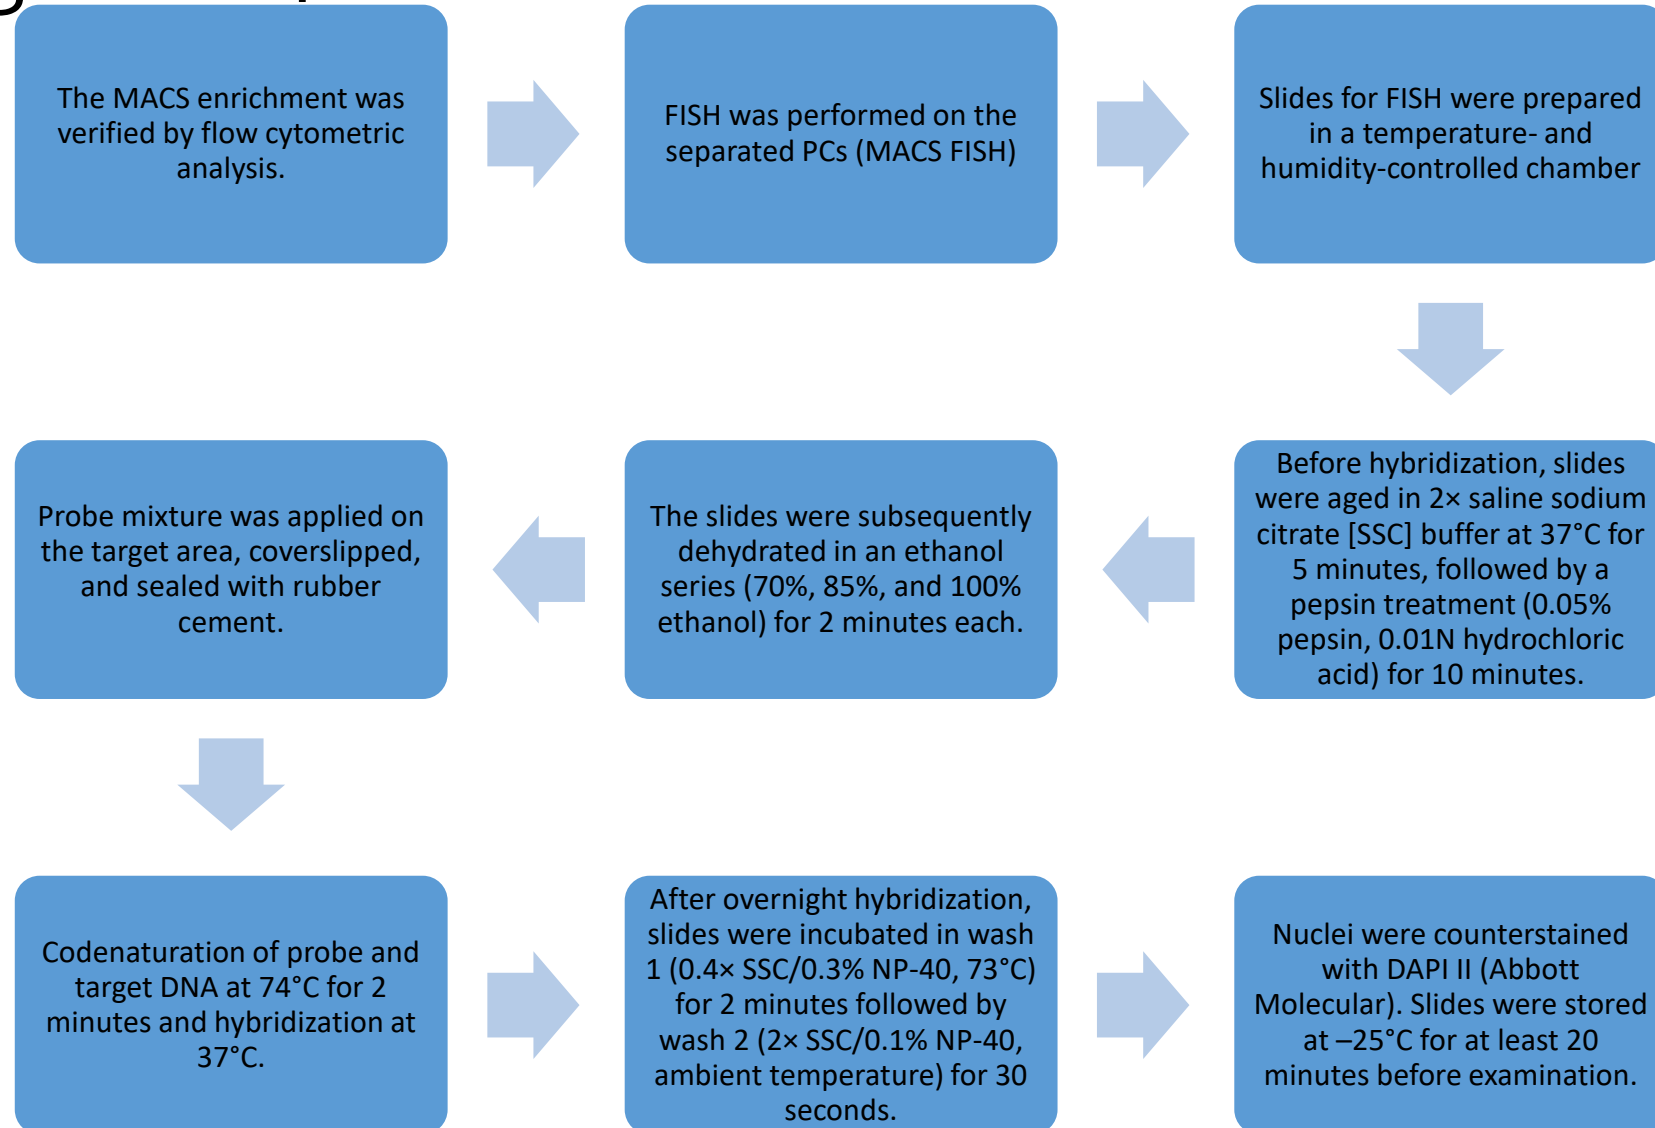 The MACS enrichment was
verified by flow cytometric
analysis.
FISH was performed on the
separated PCs (MACS FISH)
Slides for FISH were prepared
in a temperature- and
humidity-controlled chamber
Before hybridization, slides
were aged in 2× saline sodium
citrate [SSC] buffer at 37°C for
5 minutes, followed by a
pepsin treatment (0.05%
pepsin, 0.01N hydrochloric
acid) for 10 minutes.
The slides were subsequently
dehydrated in an ethanol
series (70%, 85%, and 100%
ethanol) for 2 minutes each.
Probe mixture was applied on
the target area, coverslipped,
and sealed with rubber
cement.
Codenaturation of probe and
target DNA at 74°C for 2
minutes and hybridization at
37°C.
After overnight hybridization,
slides were incubated in wash
1 (0.4× SSC/0.3% NP-40, 73°C)
for 2 minutes followed by
wash 2 (2× SSC/0.1% NP-40,
ambient temperature) for 30
seconds.
Nuclei were counterstained
with DAPI II (Abbott
Molecular). Slides were stored
at –25°C for at least 20
minutes before examination.